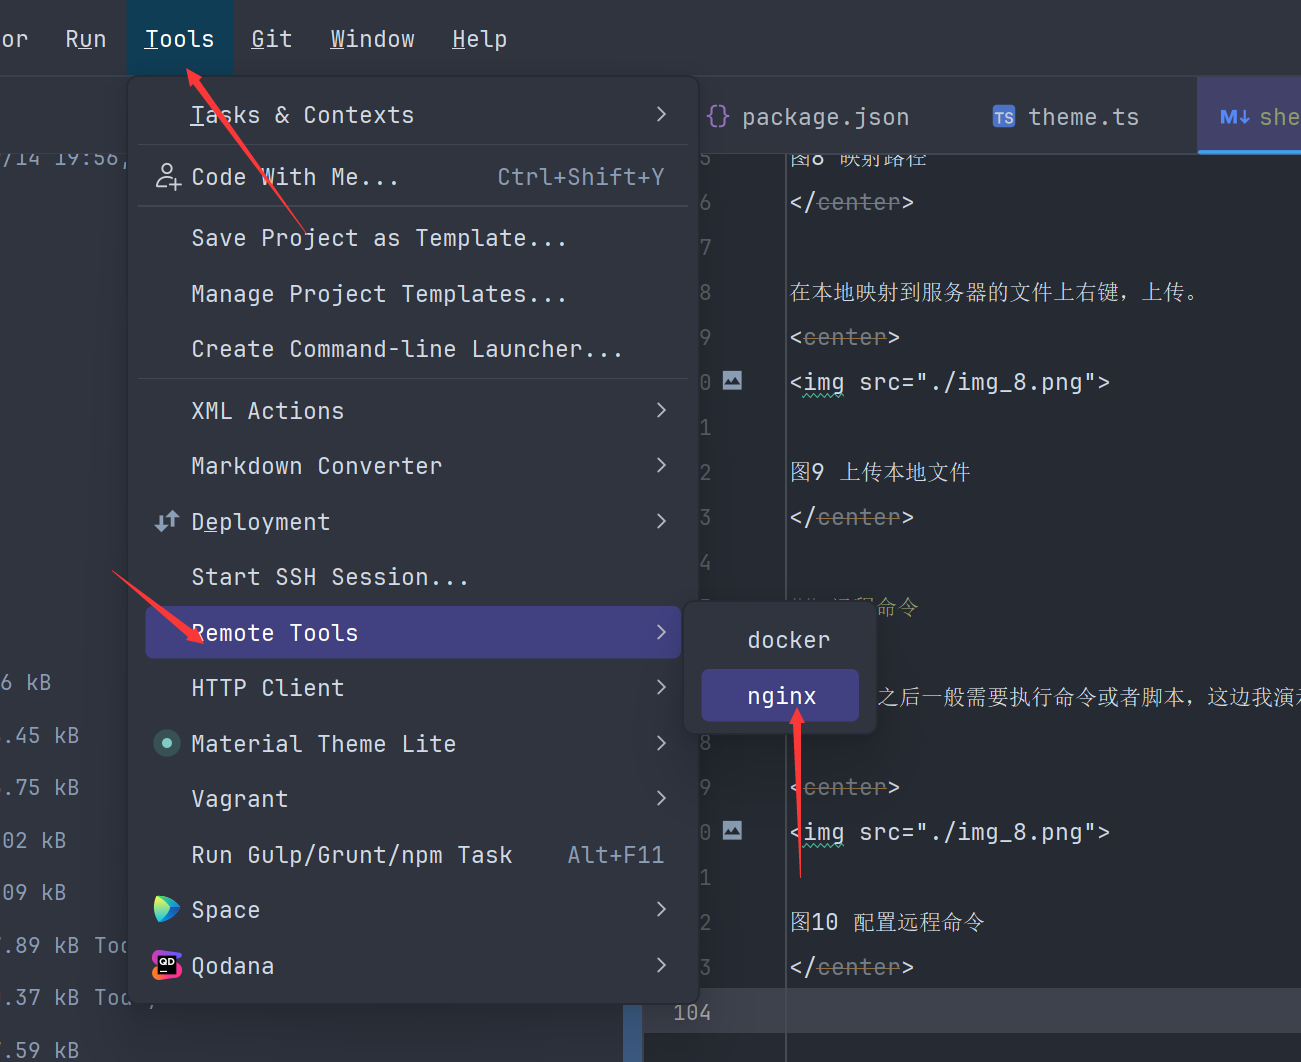 or Run Tools Git Window Help
Tasks & Contexts
Code With Me... Ctrl+Shift+Y
Save Project as Template...
Manage Project Templates...
Create Command-line Launcher...
XML Actions
Markdown Converter
Deployment
Start SSH Session...
Remote Tools
HTTP Client
Material Theme Lite
Vagrant
Run Gulp/Grunt/npm Task Alt+F11
Space
QD Qodana
docker
nginx
/14 19:56,
6 kB
.45 kB
.75 kB
02 kB
09 kB
.89 kB Too
.37 kB Tod
.59 kB
{} package.json TS theme.ts M↓ she
5 图8 映射路径
6 </center>
7
8 在本地映射到服务器的文件上右键，上传。
9 <center>
0 <img src="./img_8.png">
1
2 图9 上传本地文件
3 </center>
4
命令
之后一般需要执行命令或者脚本，这边我演示
8
9 <center>
0 <img src="./img_8.png">
1
2 图10 配置远程命令
3 </center>
104